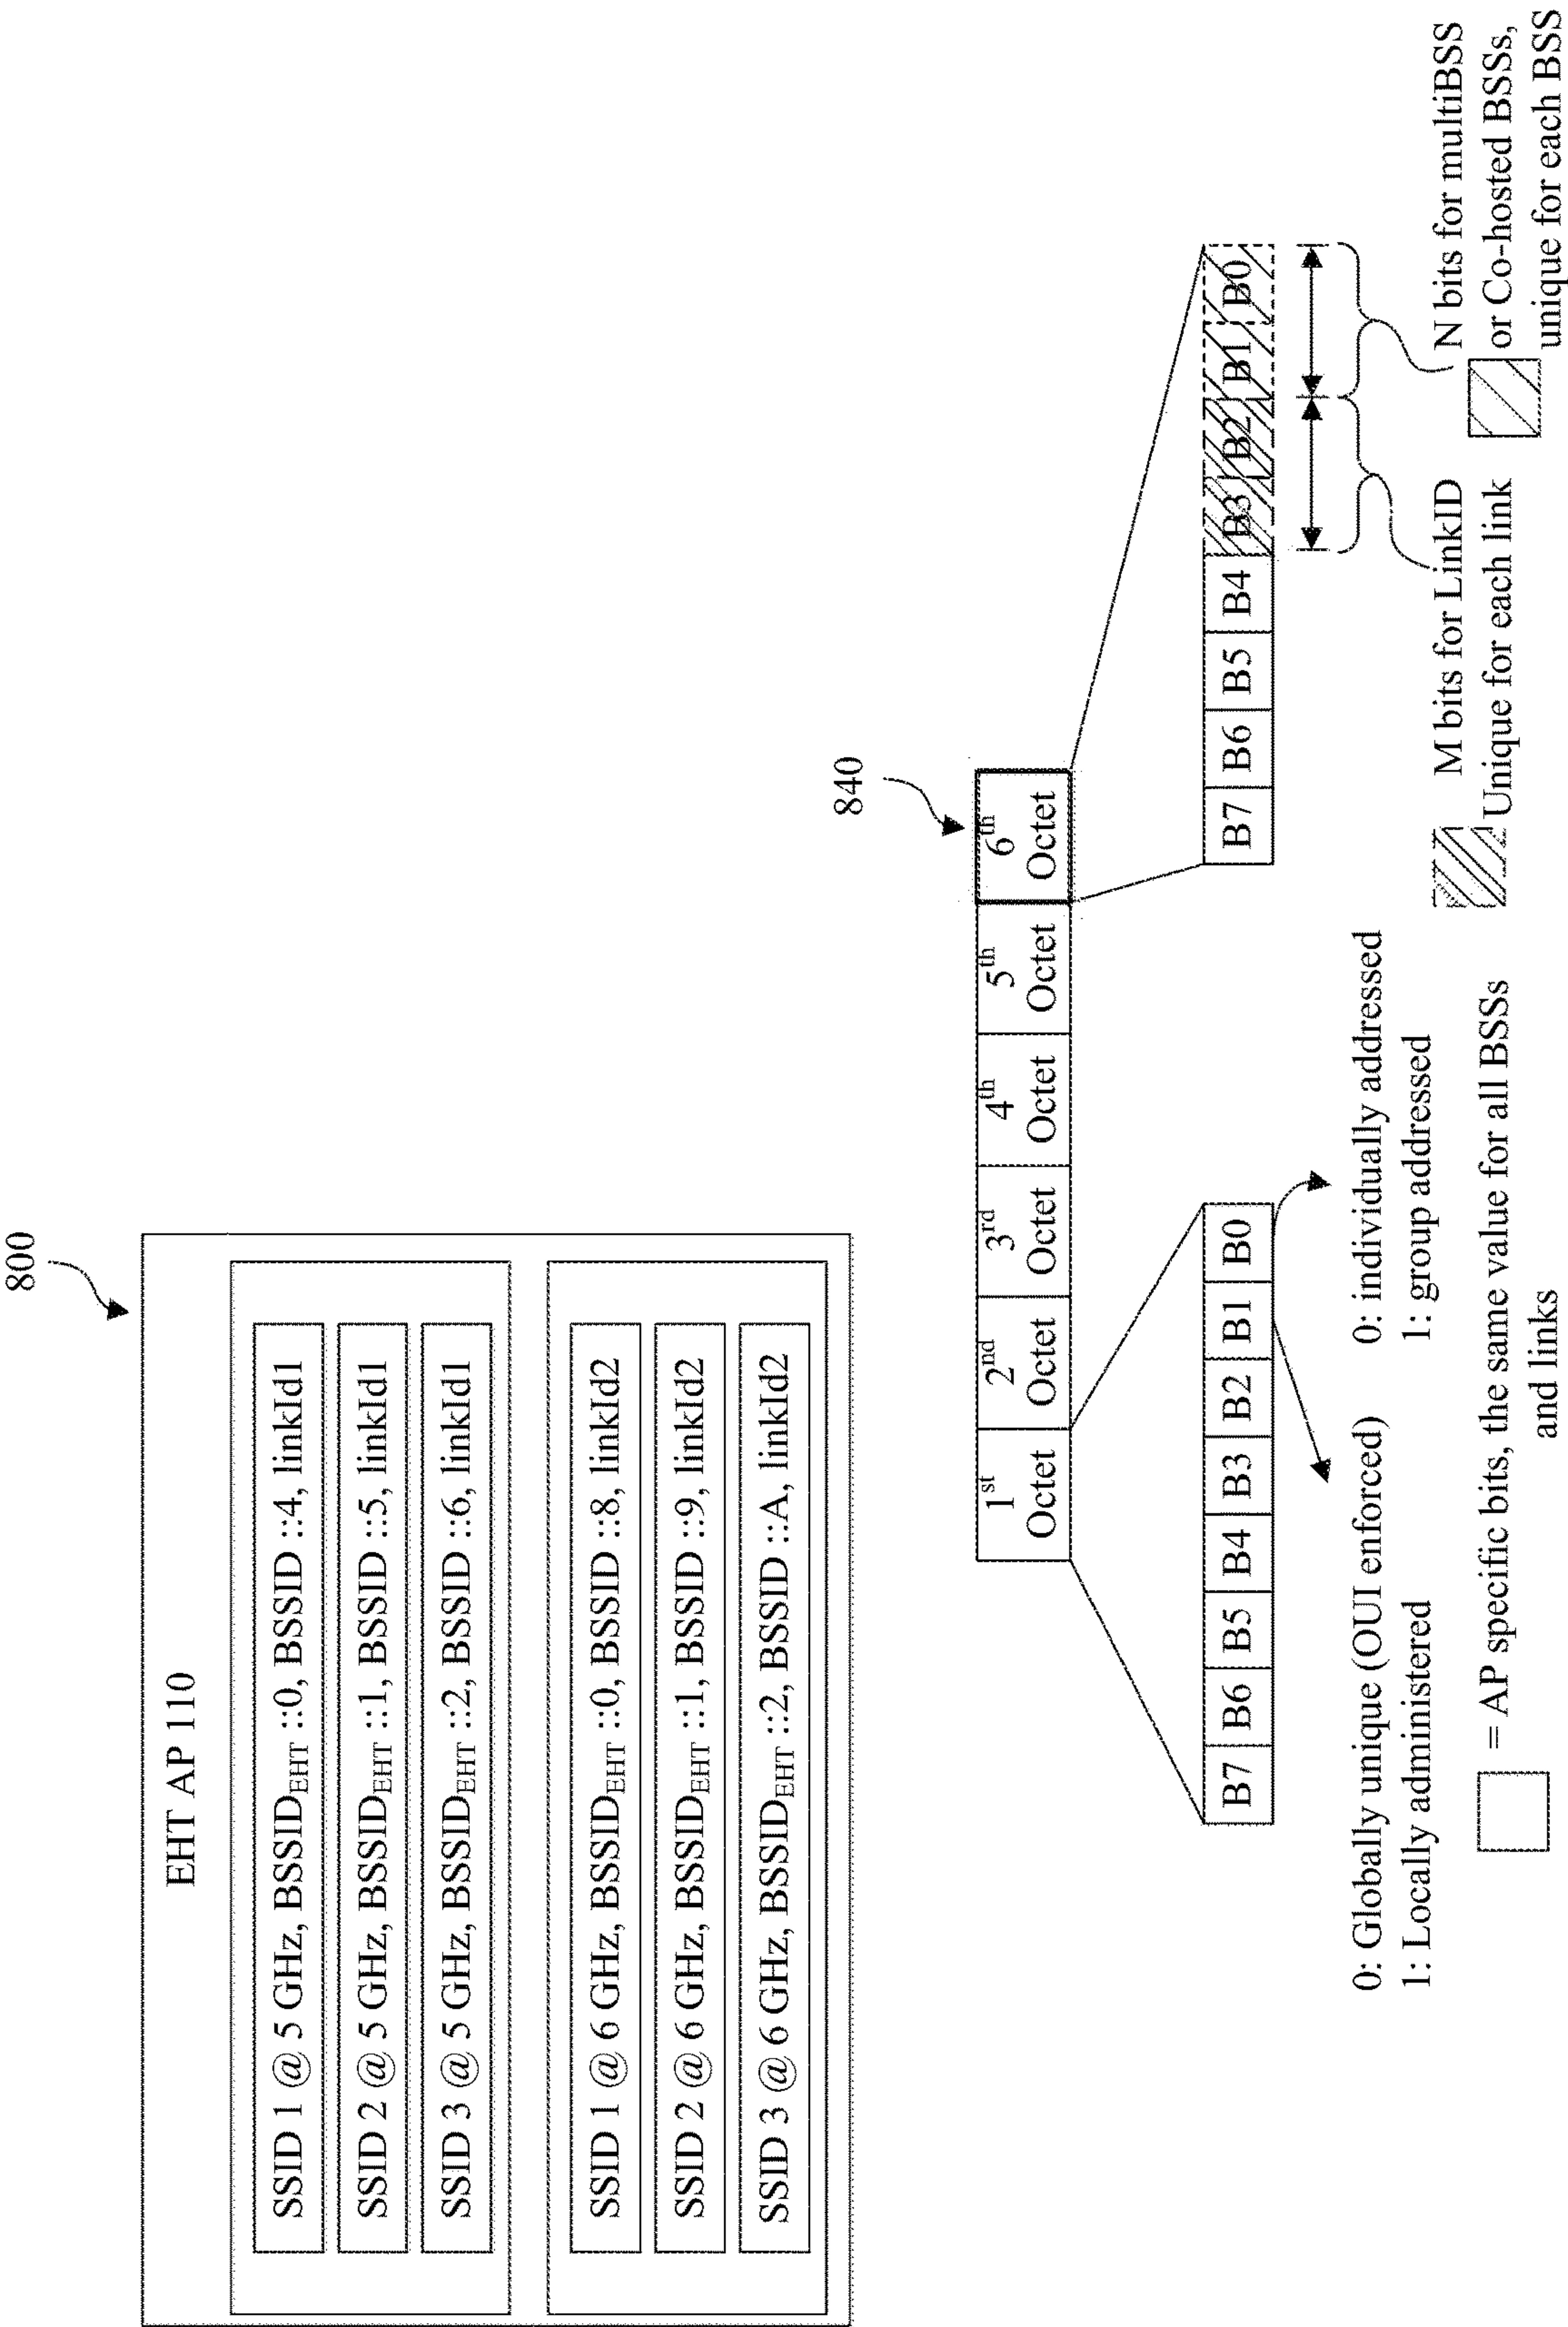 800
EHT AP 110
SSID 1 @ 5 GHz, BSSID_EHT ::0, BSSID ::4, linkId1
SSID 2 @ 5 GHz, BSSID_EHT ::1, BSSID ::5, linkId1
SSID 3 @ 5 GHz, BSSID_EHT ::2, BSSID ::6, linkId1
SSID 1 @ 6 GHz, BSSID_EHT ::0, BSSID ::8, linkId2
SSID 2 @ 6 GHz, BSSID_EHT ::1, BSSID ::9, linkId2
SSID 3 @ 6 GHz, BSSID_EHT ::2, BSSID ::A, linkId2
840
1st Octet
2nd Octet
3rd Octet
4th Octet
5th Octet
6th Octet
B7 B6 B5 B4 B3 B2 B1 B0
B7 B6 B5 B4 B3 B2 B1 B0
0: Globally unique (OUI enforced)
1: Locally administered
0: individually addressed
1: group addressed
= AP specific bits, the same value for all BSSs
and links
M bits for LinkID
Unique for each link
N bits for multiBSS
or Co-hosted BSSs,
unique for each BSS